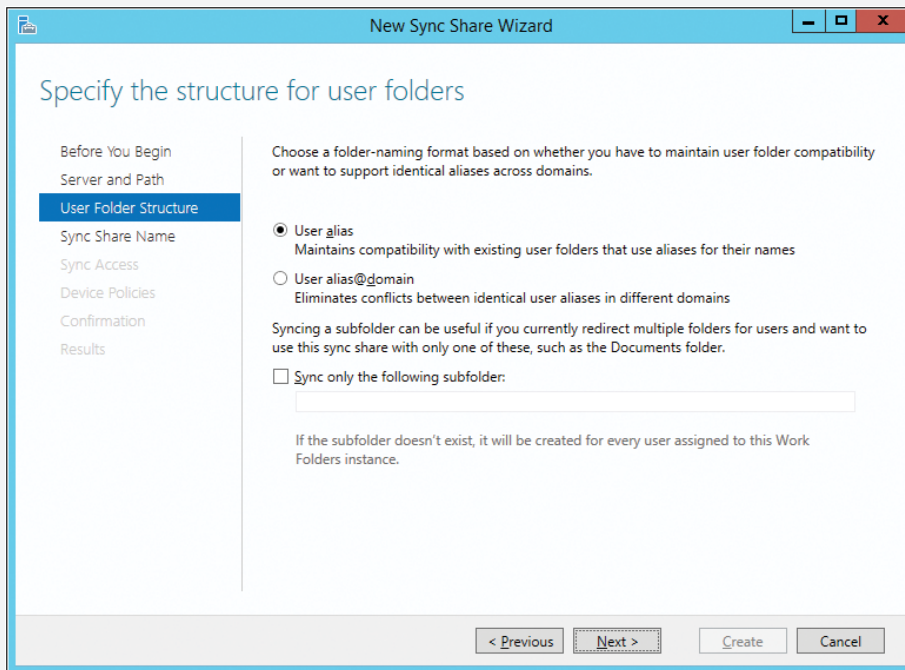 New Sync Share Wizard
Specify the structure for user folders
Before You Begin
Server and Path
User Folder Structure
Sync Share Name
Sync Access
Device Policies
Confirmation
Results
Choose a folder-naming format based on whether you have to maintain user folder compatibility
or want to support identical aliases across domains.
User alias
Maintains compatibility with existing user folders that use aliases for their names
User alias@domain
Eliminates conflicts between identical user aliases in different domains
Syncing a subfolder can be useful if you currently redirect multiple folders for users and want to
use this sync share with only one of these, such as the Documents folder.
Sync only the following subfolder:
If the subfolder doesn't exist, it will be created for every user assigned to this Work
Folders instance.
< Previous
Next >
Create
Cancel